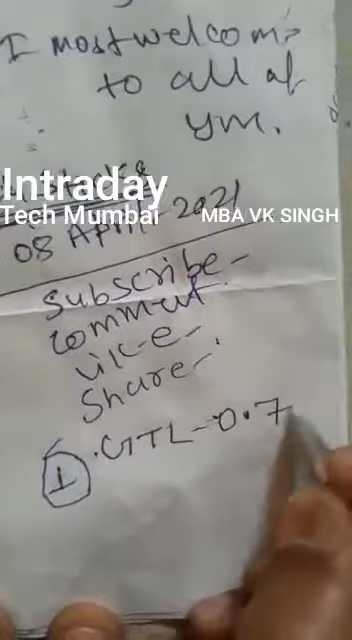 I most welcome
to all of
you.
Intraday
Tech Mumbai MBA VK SINGH
08 April 2021
Subscribe-
comment
Like-
Share-
1 .GTL-0.7